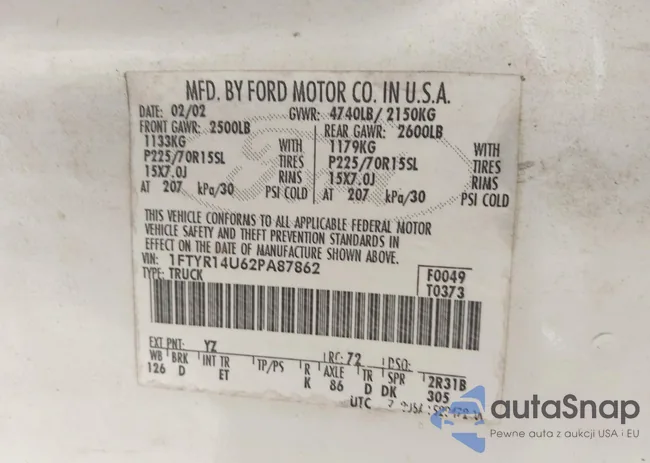 MFD. BY FORD MOTOR CO. IN U.S.A.
DATE: 02/02 GVWR: 4740LB/ 2150KG
FRONT GAWR: 2500LB REAR GAWR: 2600LB
1133KG WITH 1179KG WITH
P225/70R15SL TIRES P225/70R15SL TIRES
15X7.0J RIMS 15X7.0J RIMS
AT 207 kPa/30 PSI COLD AT 207 kPa/30 PSI COLD
THIS VEHICLE CONFORMS TO ALL APPLICABLE FEDERAL MOTOR
VEHICLE SAFETY AND THEFT PREVENTION STANDARDS IN
EFFECT ON THE DATE OF MANUFACTURE SHOWN ABOVE.
VIN: 1FTYR14U62PA87862 F0049
TYPE: TRUCK T0373
EXT PNT: YZ RC: 72 DSO:
WB BRK INT TR TP/PS R AXLE TR SPR 2R31B
126 D ET K 86 D DK 305
UTC
autaSnap
Pewne auta z aukcji USA i EU